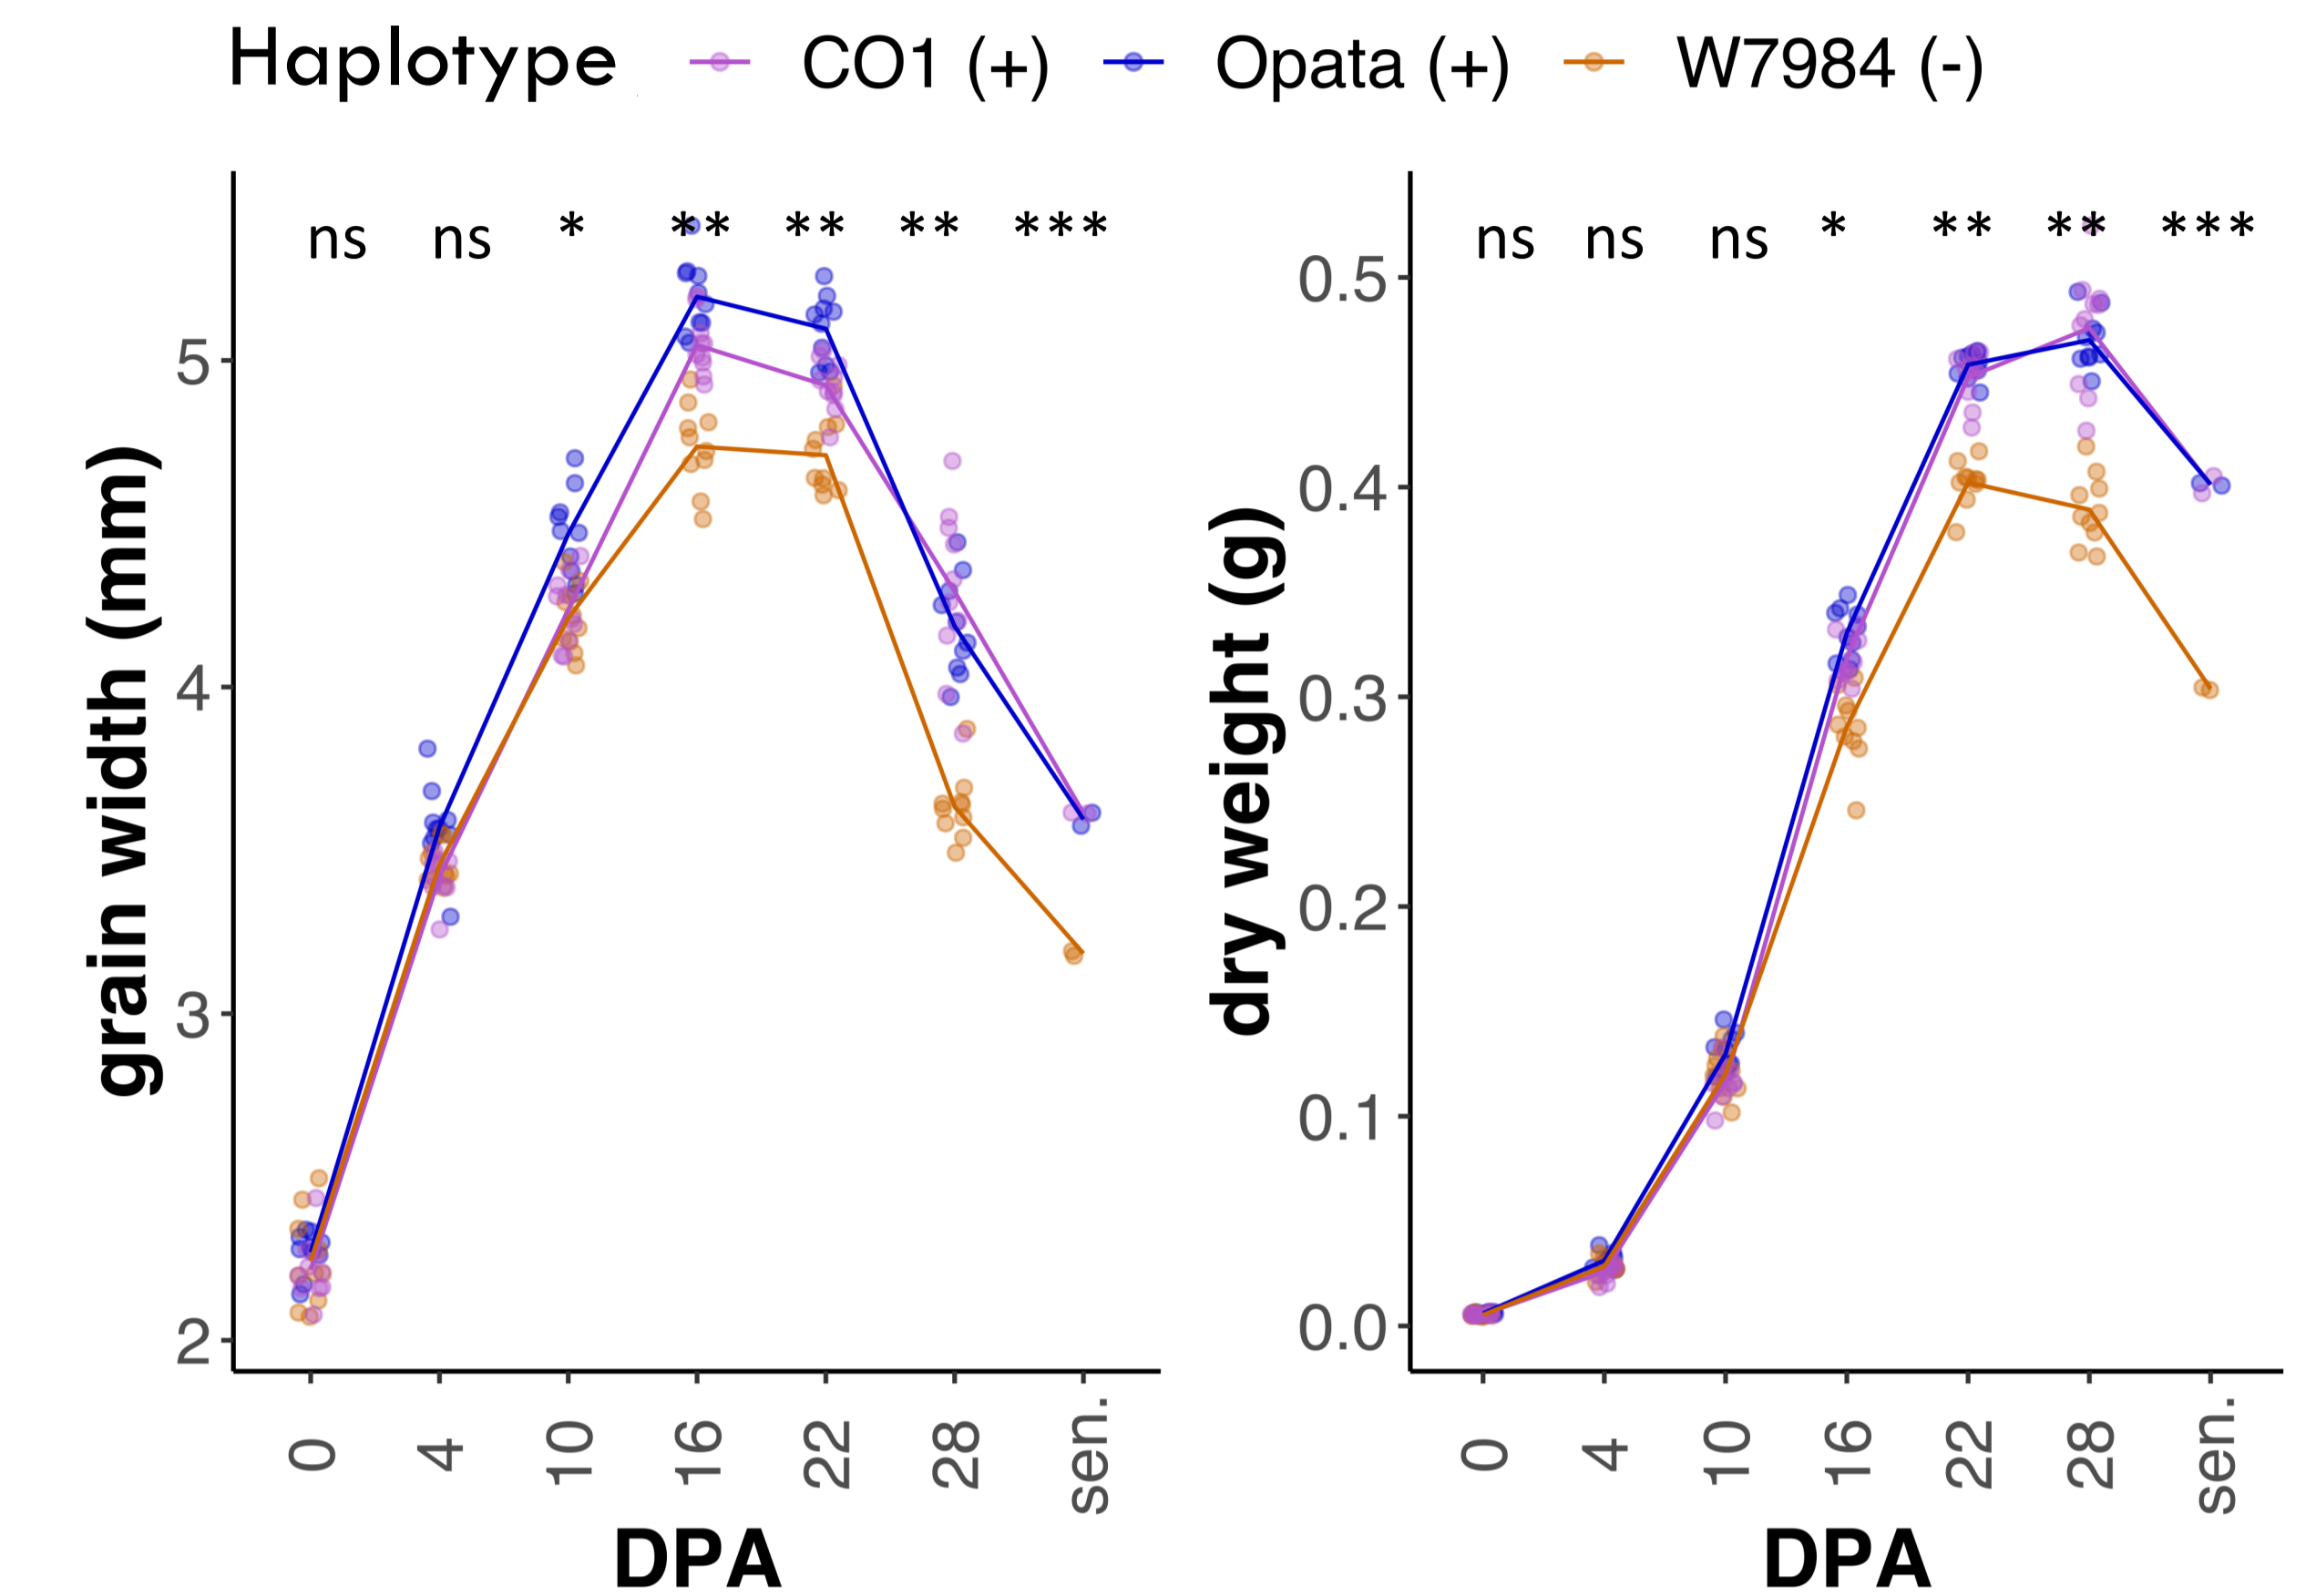 Haplotype CO1 (+) Opata (+) W7984 (-)
ns ns * ** ** ** ***
grain width (mm)
5
4
3
2
0 4 10 16 22 28 sen.
DPA
ns ns ns * ** ** ***
dry weight (g)
0.5
0.4
0.3
0.2
0.1
0.0
0 4 10 16 22 28 sen.
DPA